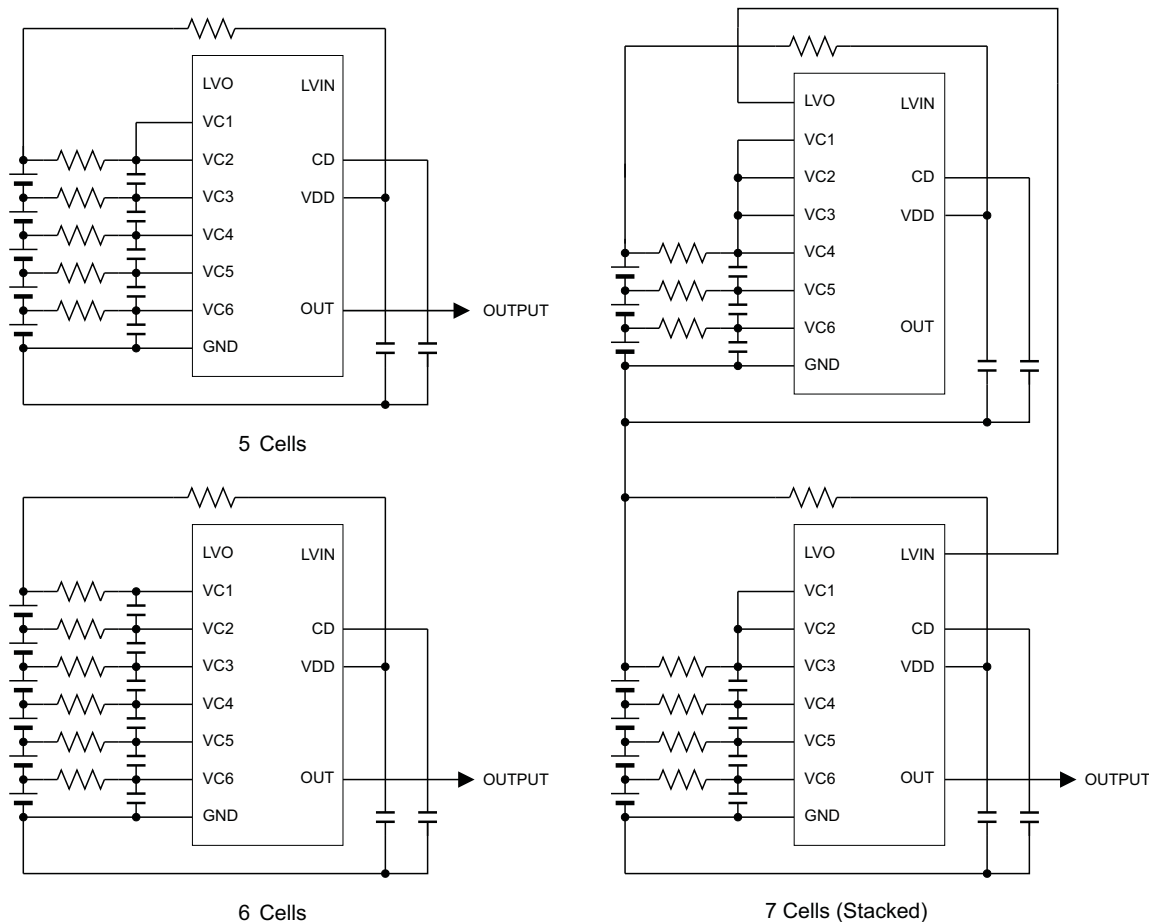 LVO LVIN
VC1
VC2 CD
VC3 VDD
VC4
VC5
VC6 OUT OUTPUT
GND
5 Cells
LVO LVIN
VC1
VC2 CD
VC3 VDD
VC4
VC5
VC6 OUT
GND
LVO LVIN
VC1
VC2 CD
VC3 VDD
VC4
VC5
VC6 OUT OUTPUT
GND
6 Cells
LVO LVIN
VC1
VC2 CD
VC3 VDD
VC4
VC5
VC6 OUT OUTPUT
GND
7 Cells (Stacked)